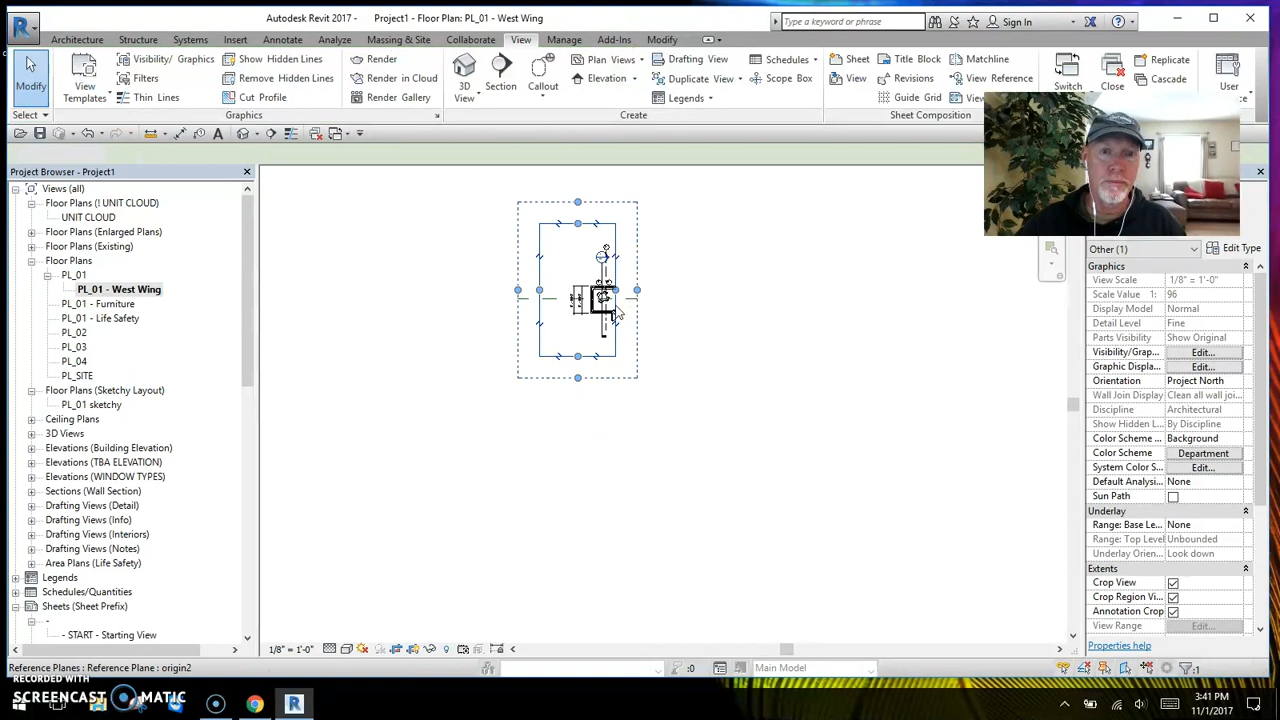 Autodesk Revit 2017 - Project1 - Floor Plan: PL_01 - West Wing
Type a keyword or phrase
Sign In
Architecture Structure Systems Insert Annotate Analyze Massing & Site Collaborate View Manage Add-Ins Modify
Modify
Select
View Templates
Visibility/ Graphics
Filters
Thin Lines
Show Hidden Lines
Remove Hidden Lines
Cut Profile
Graphics
Render
Render in Cloud
Render Gallery
3D View
Section
Callout
Plan Views
Elevation
Drafting View
Duplicate View
Legends
Schedules
Scope Box
Create
Sheet
View
Title Block
Revisions
Guide Grid
Matchline
View Reference
Sheet Composition
Switch
Close
Replicate
Cascade
User
Project Browser - Project1
Views (all)
Floor Plans (! UNIT CLOUD)
UNIT CLOUD
Floor Plans (Enlarged Plans)
Floor Plans (Existing)
Floor Plans
PL_01
PL_01 - West Wing
PL_01 - Furniture
PL_01 - Life Safety
PL_02
PL_03
PL_04
PL_SITE
Floor Plans (Sketchy Layout)
PL_01 sketchy
Ceiling Plans
3D Views
Elevations (Building Elevation)
Elevations (TBA ELEVATION)
Elevations (WINDOW TYPES)
Sections (Wall Section)
Drafting Views (Detail)
Drafting Views (Info)
Drafting Views (Interiors)
Drafting Views (Notes)
Area Plans (Life Safety)
Legends
Schedules/Quantities
Sheets (Sheet Prefix)
-
- START - Starting View
Other (1)
Edit Type
Graphics
View Scale 1/8" = 1'-0"
Scale Value 1: 96
Display Model Normal
Detail Level Fine
Visibility/Grap... Edit...
Graphic Displa... Edit...
Orientation Project North
Wall Join Display Clean all wall joi...
Discipline Architectural
Show Hidden L... By Discipline
Color Scheme ... Background
Color Scheme Department
System Color S... Edit...
Default Analysi... None
Sun Path
Underlay
Range: Base Le... None
Range: Top Level Unbounded
Underlay Orien... Look down
Extents
Crop View
Crop Region Vi...
Annotation Crop
View Range Edit...
Properties help
Apply
1/8" = 1'-0"
Reference Planes : Reference Plane : origin2
:0
Main Model
:1
RECORDED WITH
SCREENCAST MATIC
3:41 PM
11/1/2017